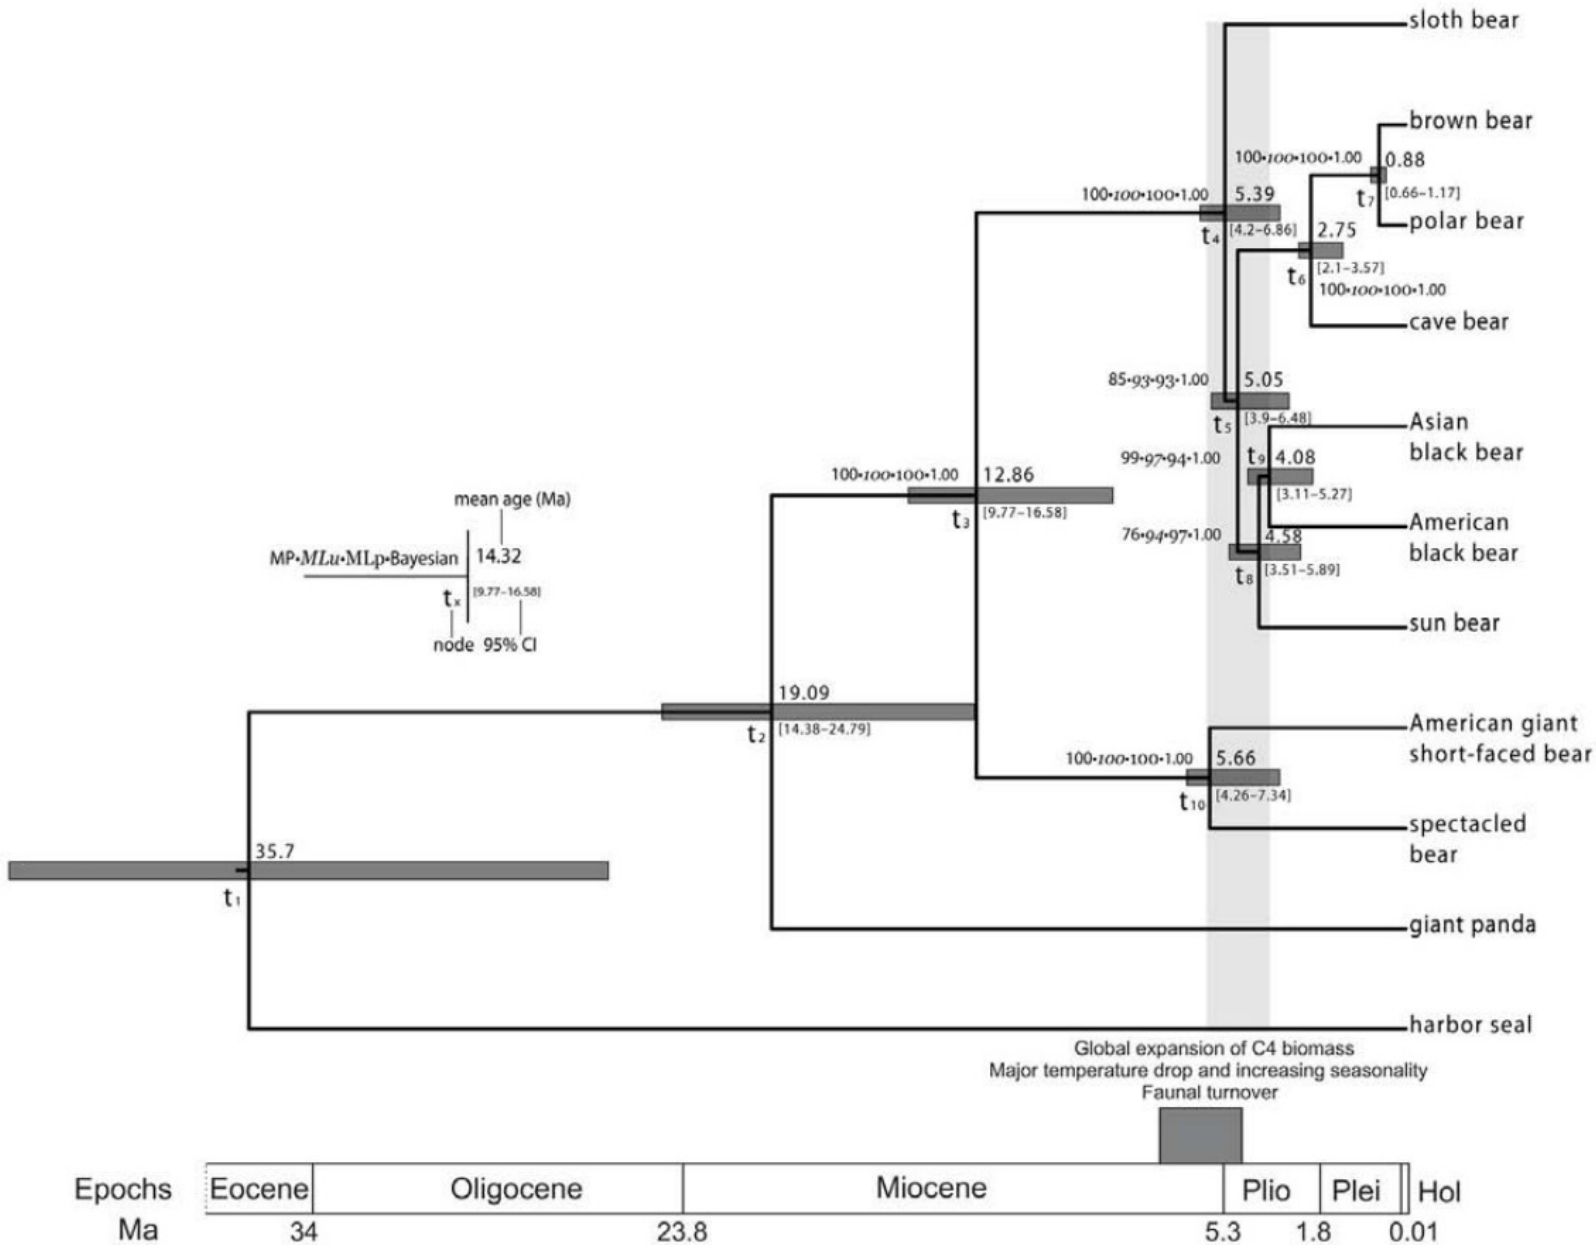 sloth bear
brown bear
100•100•100•1.00
0.88
t7
[0.66–1.17]
100•100•100•1.00
5.39
polar bear
t4
[4.2–6.86]
2.75
t6
[2.1–3.57]
100•100•100•1.00
cave bear
85•93•93•1.00
5.05
t5
[3.9–6.48]
Asian
black bear
99•97•94•1.00
t9
4.08
[3.11–5.27]
100•100•100•1.00
12.86
t3
[9.77–16.58]
American
black bear
76•94•97•1.00
4.58
t8
[3.51–5.89]
mean age (Ma)
MP•MLu•MLp•Bayesian
14.32
tx
[9.77–16.58]
node 95% CI
sun bear
19.09
t2
[14.38–24.79]
American giant
short-faced bear
100•100•100•1.00
5.66
t10
[4.26–7.34]
spectacled
bear
35.7
t1
giant panda
harbor seal
Global expansion of C4 biomass
Major temperature drop and increasing seasonality
Faunal turnover
Epochs Eocene Oligocene Miocene Plio Plei Hol
Ma 34 23.8 5.3 1.8 0.01